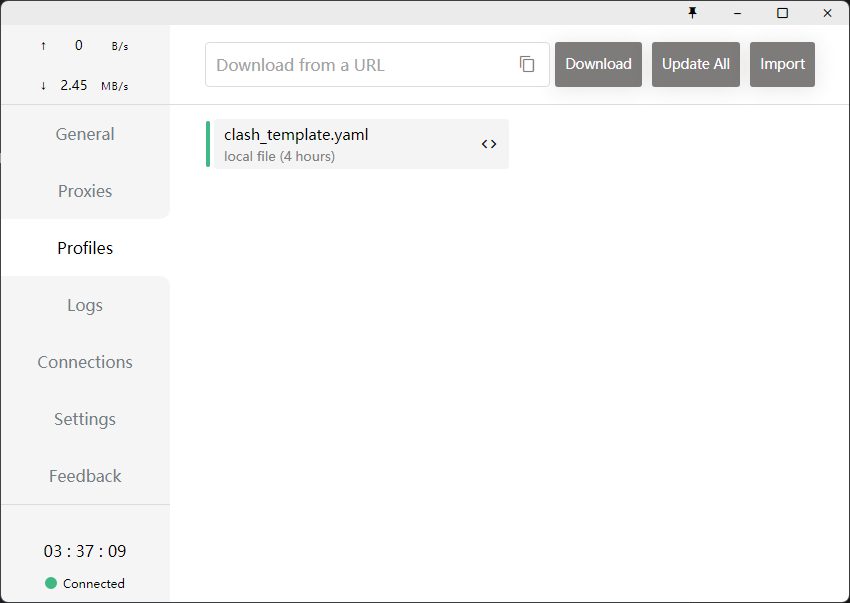 ↑ 0 B/s
↓ 2.45 MB/s
General
Proxies
Profiles
Logs
Connections
Settings
Feedback
03 : 37 : 09
Connected
Download from a URL
Download
Update All
Import
clash_template.yaml
local file (4 hours)